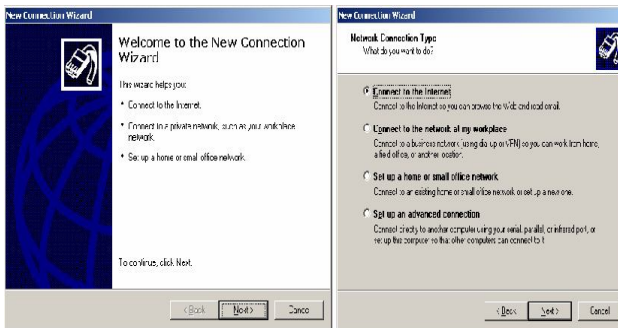 New Connection Wizard
Welcome to the New Connection
Wizard
This wizard helps you:
• Connect to the Internet.
• Connect to a private network, such as your workplace
network.
• Set up a home or small office network.
To continue, click Next.
< Back
Next >
Cancel
New Connection Wizard
Network Connection Type
What do you want to do?
Connect to the Internet
Connect to the Internet so you can browse the Web and read email.
Connect to the network at my workplace
Connect to a business network (using dial-up or VPN) so you can work from home,
a field office, or another location.
Set up a home or small office network
Connect to an existing home or small office network or set up a new one.
Set up an advanced connection
Connect directly to another computer using your serial, parallel, or infrared port, or
set up this computer so that other computers can connect to it.
< Back
Next >
Cancel